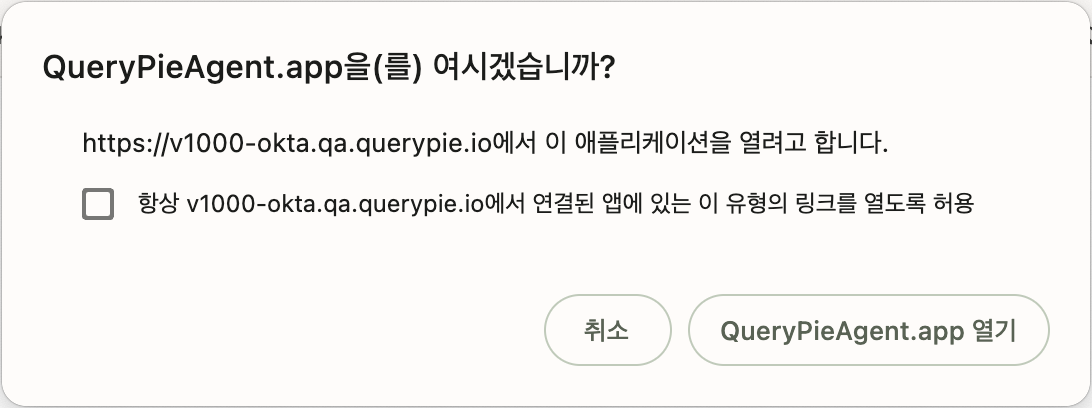 QueryPieAgent.app을(를) 여시겠습니까?
https://v1000-okta.qa.querypie.io에서 이 애플리케이션을 열려고 합니다.
항상 v1000-okta.qa.querypie.io에서 연결된 앱에 있는 이 유형의 링크를 열도록 허용
취소
QueryPieAgent.app 열기